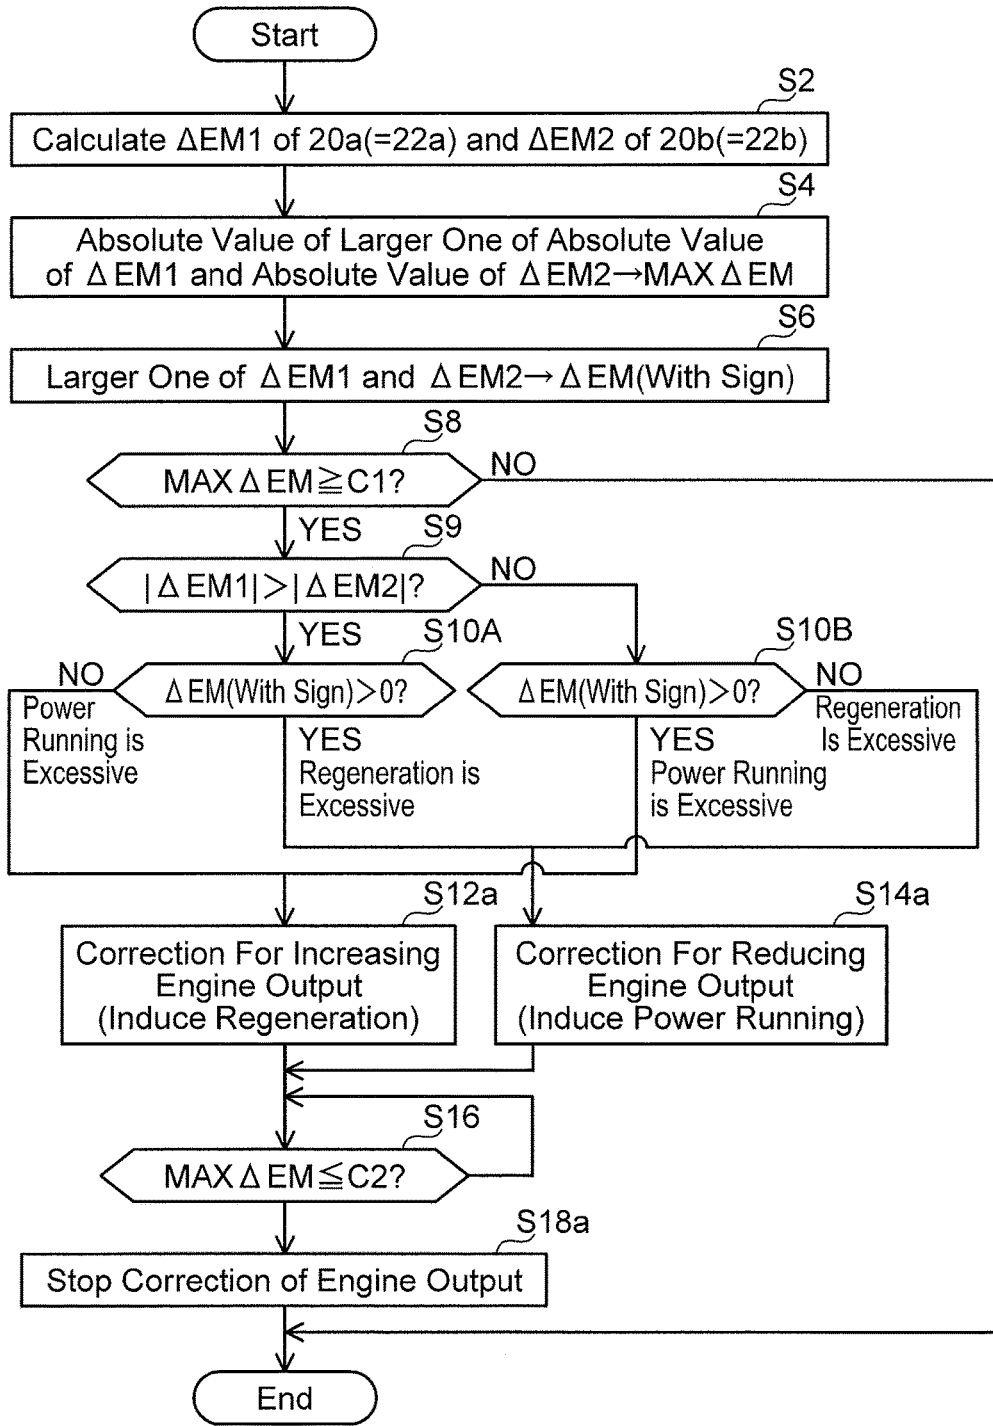 Start
S2
Calculate ΔEM1 of 20a(=22a) and ΔEM2 of 20b(=22b)
S4
Absolute Value of Larger One of Absolute Value
of ΔEM1 and Absolute Value of ΔEM2→MAXΔEM
S6
Larger One of ΔEM1 and ΔEM2→ΔEM(With Sign)
S8
MAXΔEM≧C1?
NO
YES
S9
|ΔEM1|>|ΔEM2|?
NO
YES
S10A
S10B
NO
ΔEM(With Sign)>0?
ΔEM(With Sign)>0?
NO
Power
Running is
Excessive
YES
Regeneration is
Excessive
YES
Power Running
is Excessive
Regeneration
Is Excessive
S12a
S14a
Correction For Increasing
Engine Output
(Induce Regeneration)
Correction For Reducing
Engine Output
(Induce Power Running)
S16
MAXΔEM≦C2?
S18a
Stop Correction of Engine Output
End